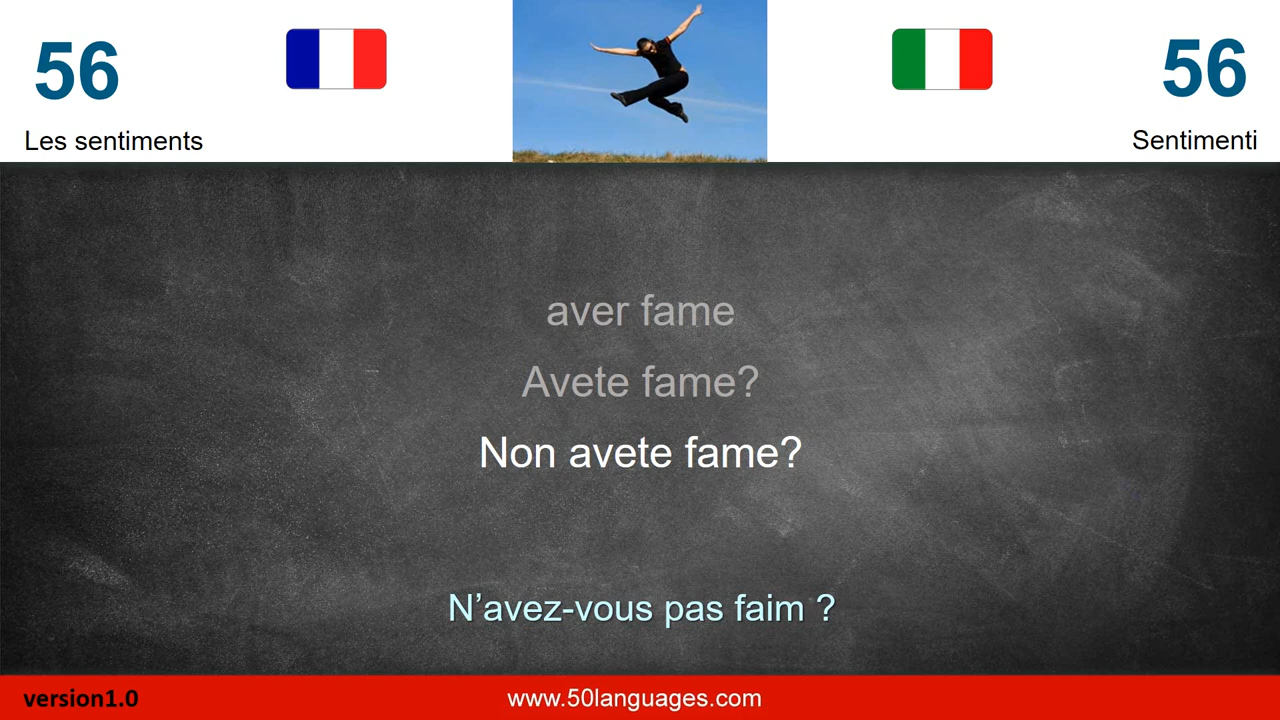 56
56
Les sentiments
Sentimenti
aver fame
Avete fame?
Non avete fame?
N’avez-vous pas faim ?
version1.0
www.50languages.com